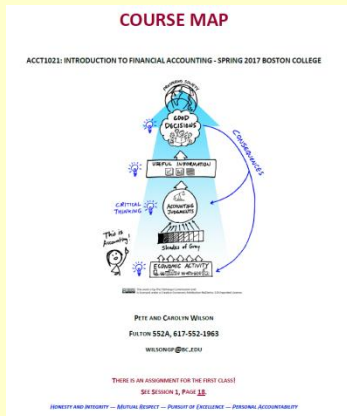 COURSE MAP
ACCT1021: INTRODUCTION TO FINANCIAL ACCOUNTING - SPRING 2017 BOSTON COLLEGE
PROSPEROUS SOCIETY
GOOD
DECISIONS
CONSEQUENCES
USEFUL INFORMATION
CRITICAL
THINKING
ACCOUNTING
JUDGMENTS
This is
Accounting!
Shades of Gray
ECONOMIC ACTIVITY
PETE AND CAROLYN WILSON
FULTON 552A, 617-552-1963
WILSONGP@BC.EDU
THERE IS AN ASSIGNMENT FOR THE FIRST CLASS!
SEE SESSION 1, PAGE 18.
HONESTY AND INTEGRITY — MUTUAL RESPECT — PURSUIT OF EXCELLENCE — PERSONAL ACCOUNTABILITY